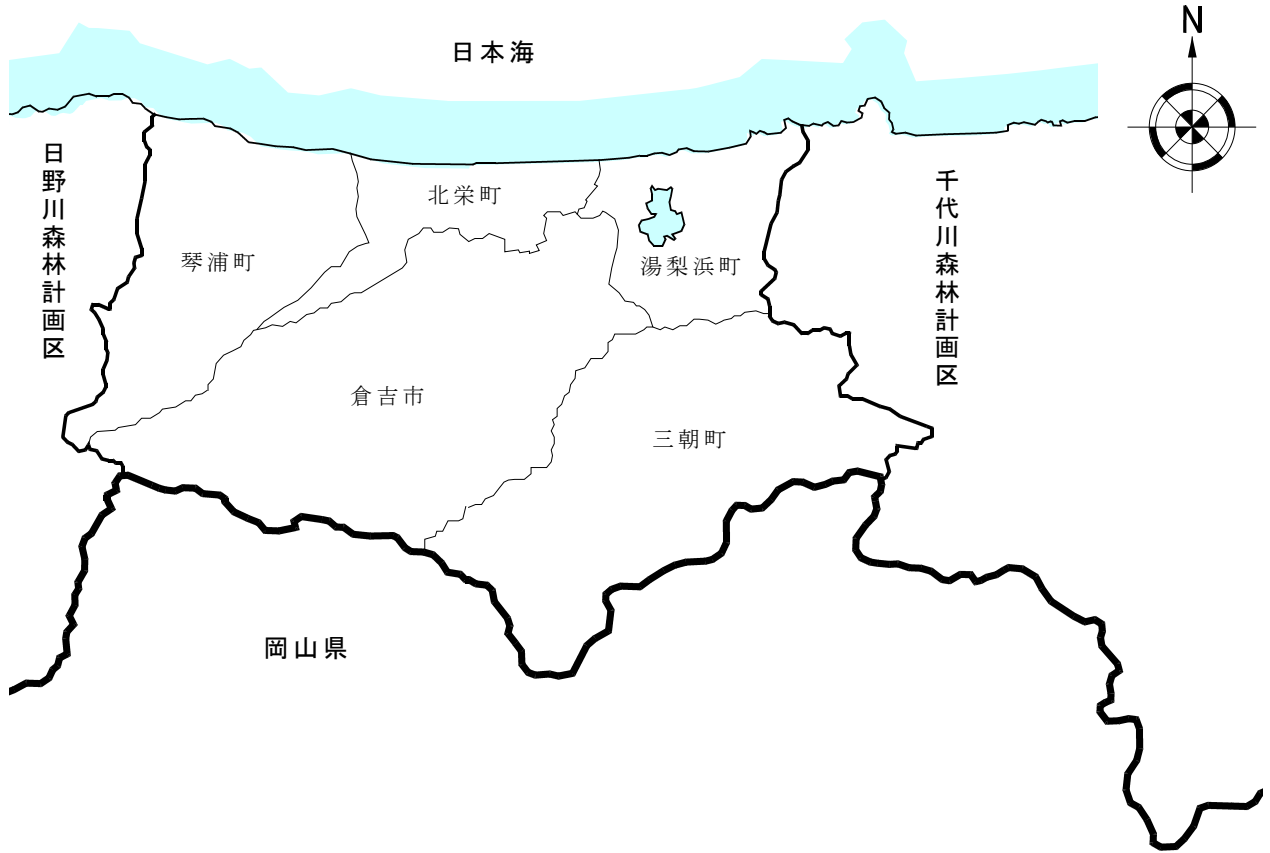 N
日本海
日野川森林計画区
千代川森林計画区
北栄町
琴浦町
湯梨浜町
倉吉市
三朝町
岡山県